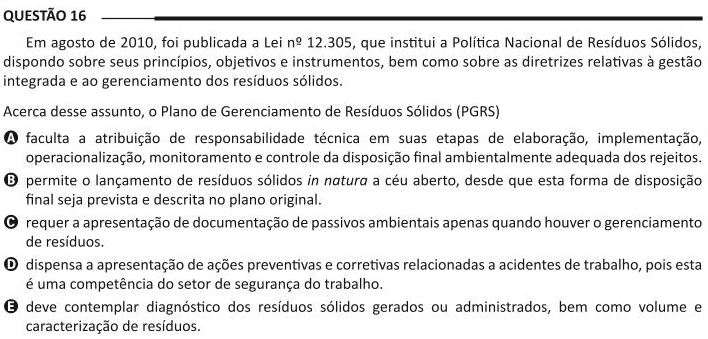 QUESTÃO 16
Em agosto de 2010, foi publicada a Lei nº 12.305, que institui a Política Nacional de Resíduos Sólidos,
dispondo sobre seus princípios, objetivos e instrumentos, bem como sobre as diretrizes relativas à gestão
integrada e ao gerenciamento dos resíduos sólidos.
Acerca desse assunto, o Plano de Gerenciamento de Resíduos Sólidos (PGRS)
A faculta a atribuição de responsabilidade técnica em suas etapas de elaboração, implementação,
operacionalização, monitoramento e controle da disposição final ambientalmente adequada dos rejeitos.
B permite o lançamento de resíduos sólidos in natura a céu aberto, desde que esta forma de disposição
final seja prevista e descrita no plano original.
C requer a apresentação de documentação de passivos ambientais apenas quando houver o gerenciamento
de resíduos.
D dispensa a apresentação de ações preventivas e corretivas relacionadas a acidentes de trabalho, pois esta
é uma competência do setor de segurança do trabalho.
E deve contemplar diagnóstico dos resíduos sólidos gerados ou administrados, bem como volume e
caracterização de resíduos.